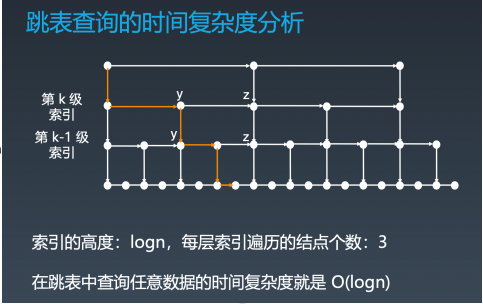 跳表查询的时间复杂度分析
第 k 级
索引
y
z
第 k-1 级
索引
y
z
索引的高度：logn，每层索引遍历的结点个数：3
在跳表中查询任意数据的时间复杂度就是 O(logn)